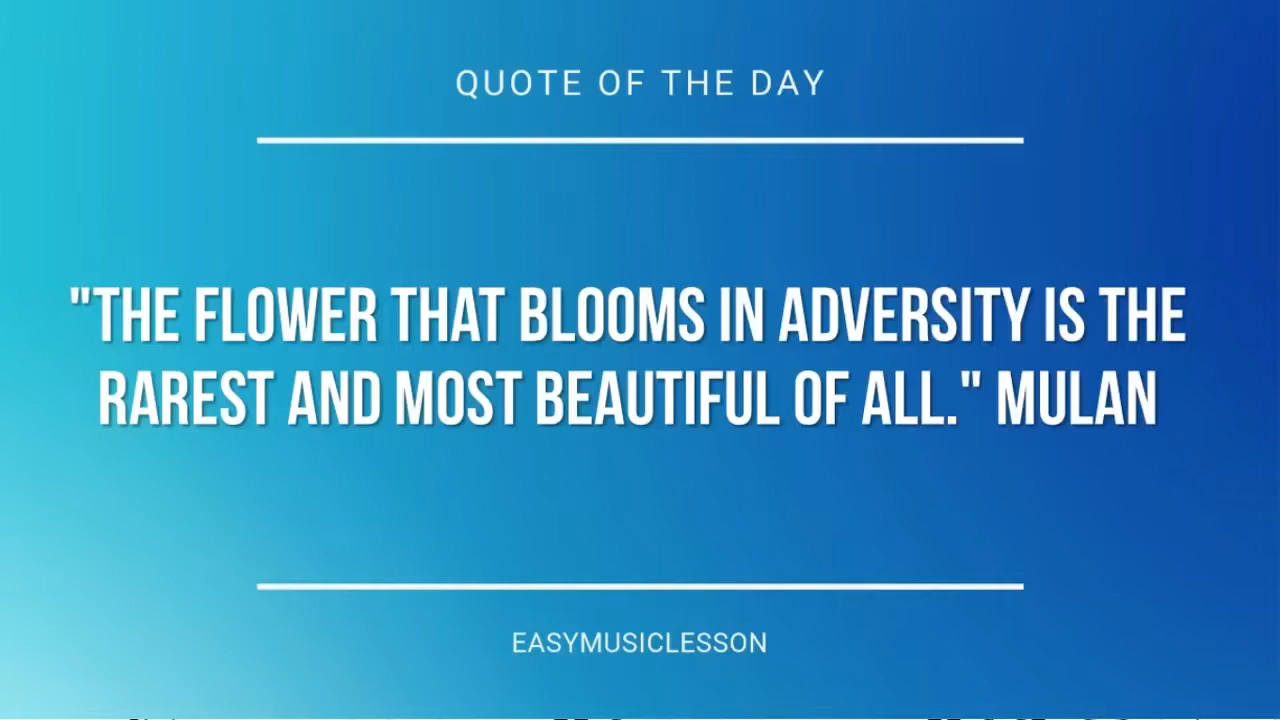 QUOTE OF THE DAY
"THE FLOWER THAT BLOOMS IN ADVERSITY IS THE
RAREST AND MOST BEAUTIFUL OF ALL." MULAN
EASYMUSICLESSON